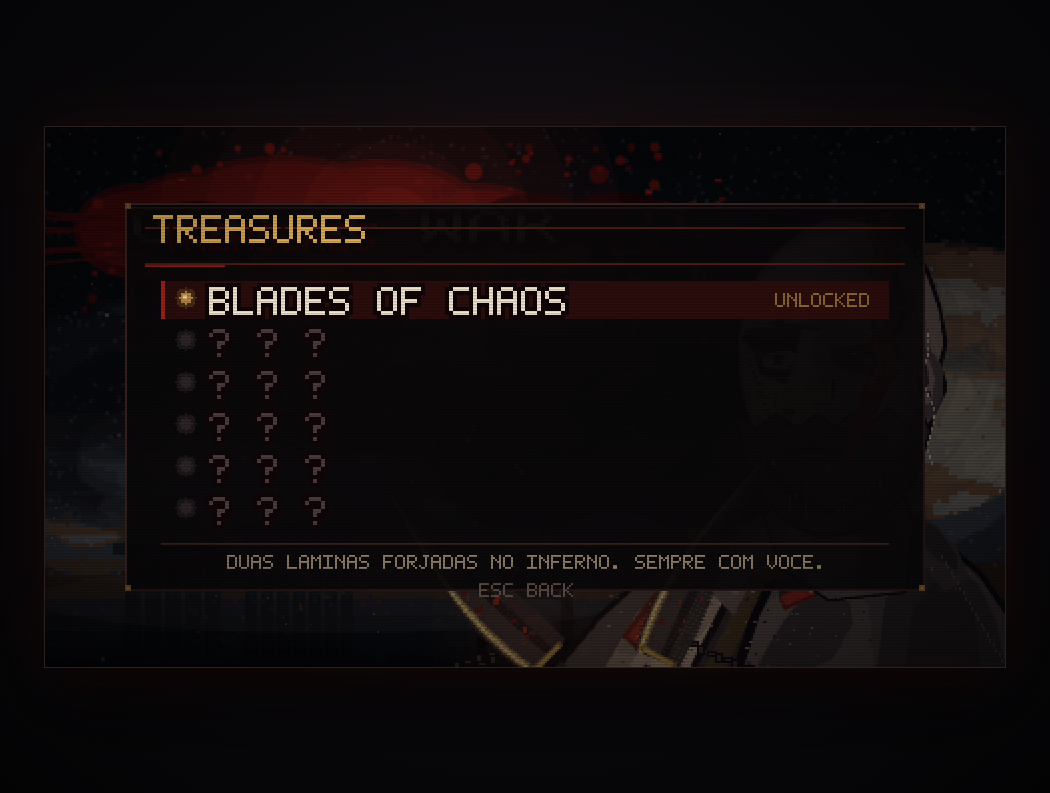 TREASURES
BLADES OF CHAOS UNLOCKED
? ? ?
? ? ?
? ? ?
? ? ?
? ? ?
DUAS LAMINAS FORJADAS NO INFERNO. SEMPRE COM VOCE.
ESC BACK